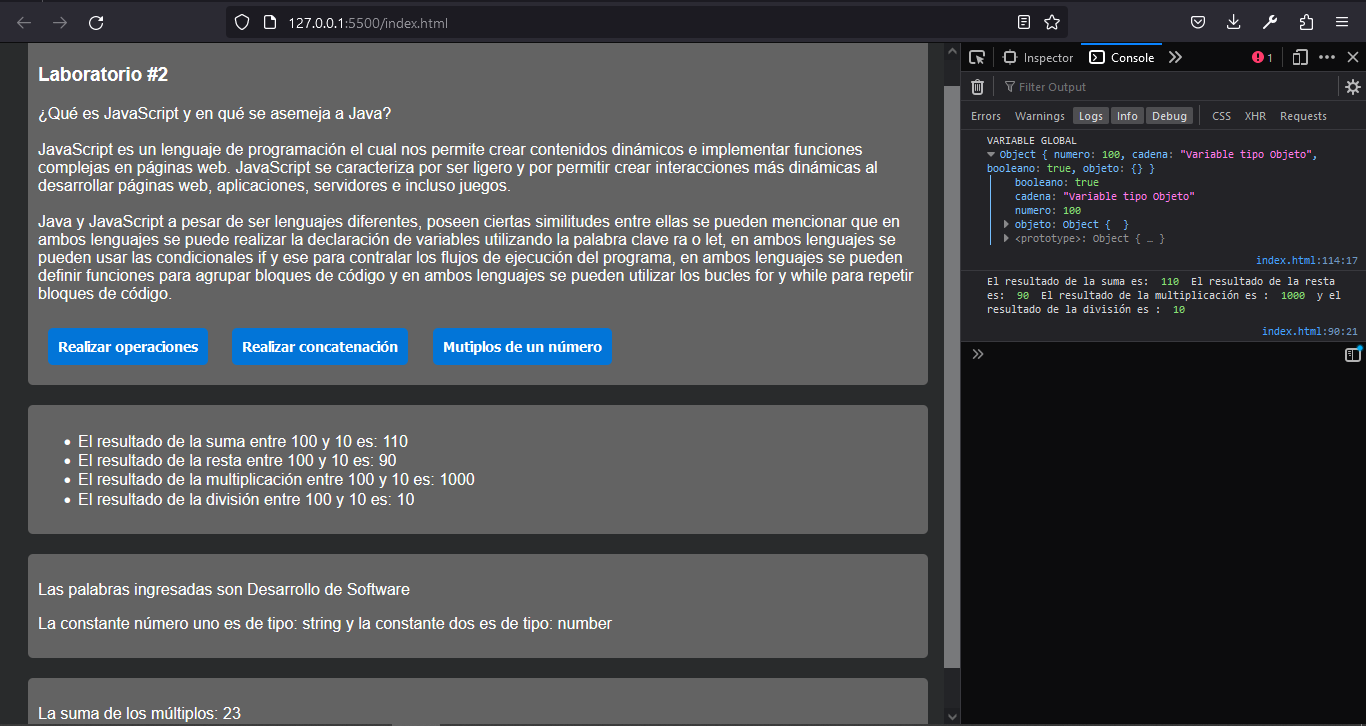 127.0.0.1:5500/index.html
Laboratorio #2
¿Qué es JavaScript y en qué se asemeja a Java?
JavaScript es un lenguaje de programación el cual nos permite crear contenidos dinámicos e implementar funciones
complejas en páginas web. JavaScript se caracteriza por ser ligero y por permitir crear interacciones más dinámicas al
desarrollar páginas web, aplicaciones, servidores e incluso juegos.
Java y JavaScript a pesar de ser lenguajes diferentes, poseen ciertas similitudes entre ellas se pueden mencionar que en
ambos lenguajes se puede realizar la declaración de variables utilizando la palabra clave ra o let, en ambos lenguajes se
pueden usar las condicionales if y ese para contralar los flujos de ejecución del programa, en ambos lenguajes se pueden
definir funciones para agrupar bloques de código y en ambos lenguajes se pueden utilizar los bucles for y while para repetir
bloques de código.
Realizar operaciones Realizar concatenación Mutiplos de un número
• El resultado de la suma entre 100 y 10 es: 110
• El resultado de la resta entre 100 y 10 es: 90
• El resultado de la multiplicación entre 100 y 10 es: 1000
• El resultado de la división entre 100 y 10 es: 10
Las palabras ingresadas son Desarrollo de Software
La constante número uno es de tipo: string y la constante dos es de tipo: number
La suma de los múltiplos: 23
Inspector Console 1
Filter Output
Errors Warnings Logs Info Debug CSS XHR Requests
VARIABLE GLOBAL
Object { numero: 100, cadena: "Variable tipo Objeto",
booleano: true, objeto: {} }
booleano: true
cadena: "Variable tipo Objeto"
numero: 100
objeto: Object { }
<prototype>: Object { … }
index.html:114:17
El resultado de la suma es: 110 El resultado de la resta
es: 90 El resultado de la multiplicación es : 1000 y el
resultado de la división es : 10
index.html:90:21